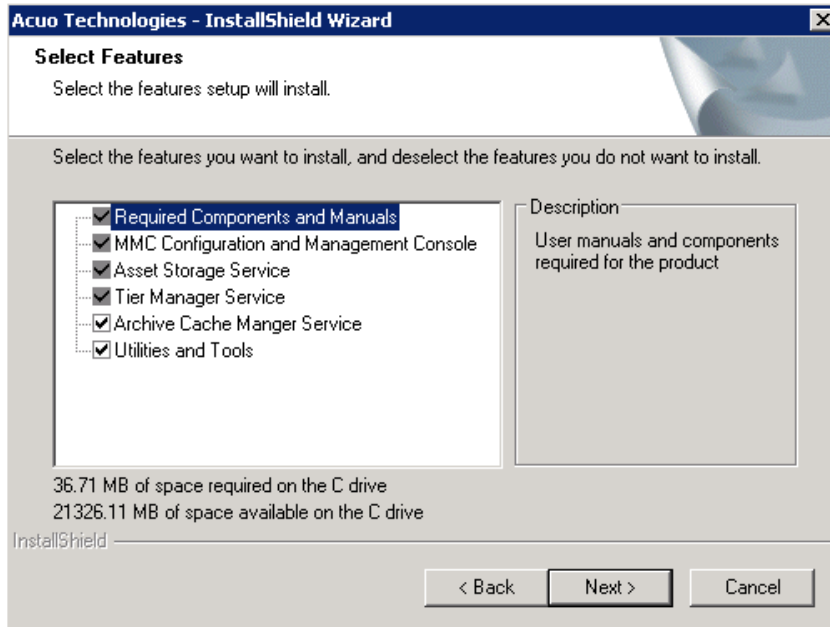 Acuo Technologies - InstallShield Wizard
Select Features
Select the features setup will install.
Select the features you want to install, and deselect the features you do not want to install.
Required Components and Manuals
MMC Configuration and Management Console
Asset Storage Service
Tier Manager Service
Archive Cache Manger Service
Utilities and Tools
Description
User manuals and components
required for the product
36.71 MB of space required on the C drive
21326.11 MB of space available on the C drive
InstallShield
< Back
Next >
Cancel